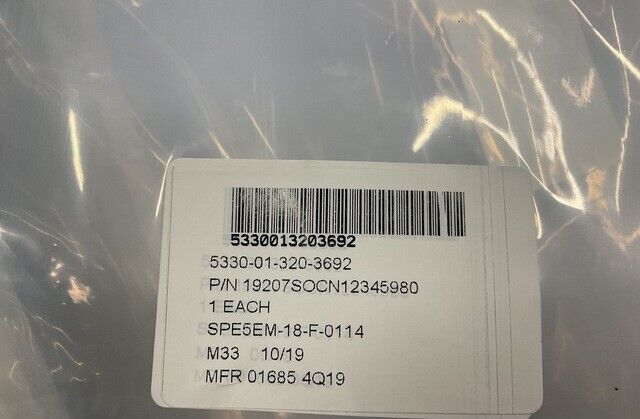 5330013203692
5330-01-320-3692
P/N 19207SOCN12345980
1 EACH
SPE5EM-18-F-0114
M33 10/19
MFR 01685 4Q19